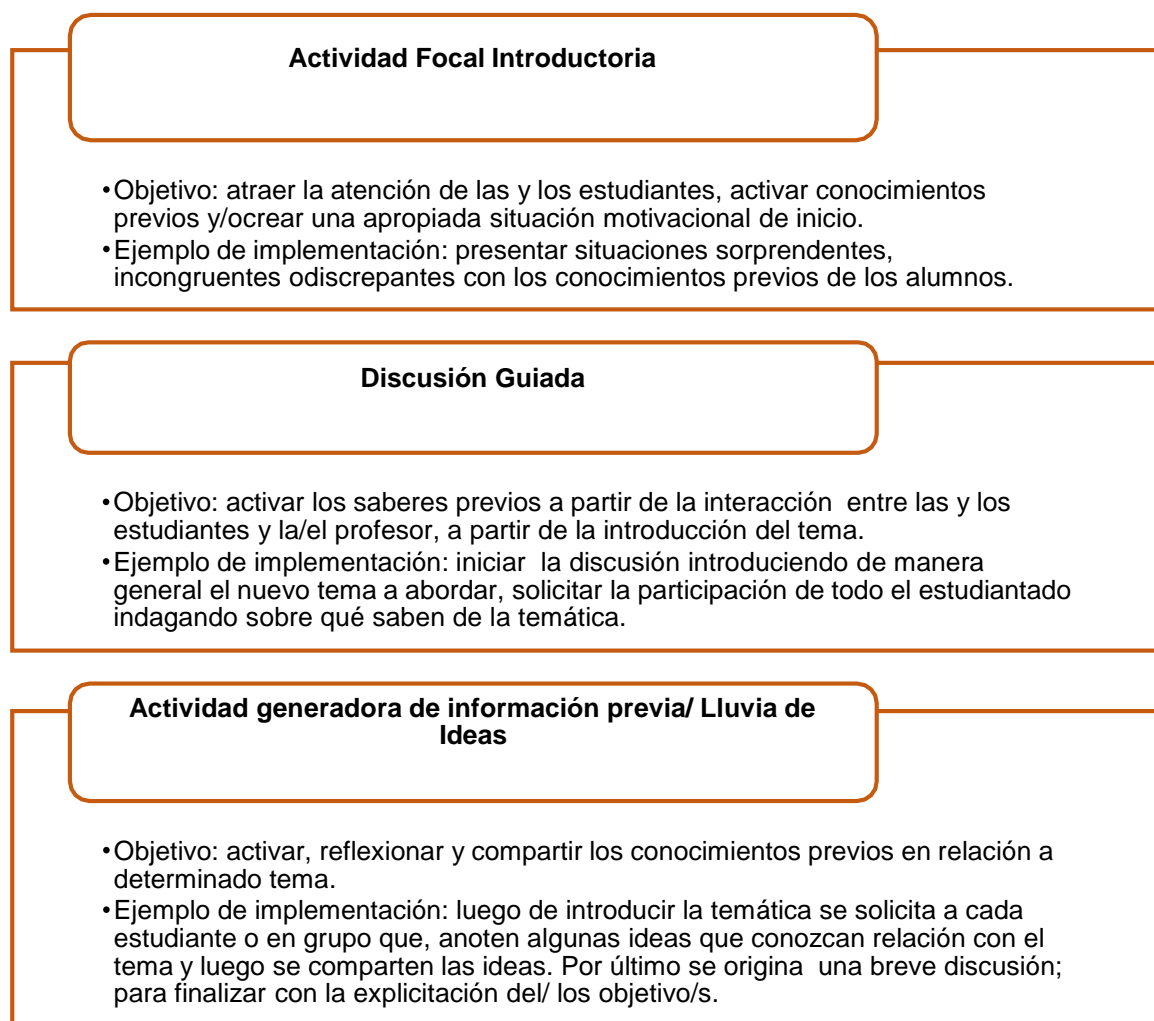 Actividad Focal Introductoria
•Objetivo: atraer la atención de las y los estudiantes, activar conocimientos
previos y/ocrear una apropiada situación motivacional de inicio.
•Ejemplo de implementación: presentar situaciones sorprendentes,
incongruentes odiscrepantes con los conocimientos previos de los alumnos.
Discusión Guiada
•Objetivo: activar los saberes previos a partir de la interacción  entre las y los
estudiantes y la/el profesor, a partir de la introducción del tema.
•Ejemplo de implementación: iniciar  la discusión introduciendo de manera
general el nuevo tema a abordar, solicitar la participación de todo el estudiantado
indagando sobre qué saben de la temática.
Actividad generadora de información previa/ Lluvia de
Ideas
•Objetivo: activar, reflexionar y compartir los conocimientos previos en relación a
determinado tema.
•Ejemplo de implementación: luego de introducir la temática se solicita a cada
estudiante o en grupo que, anoten algunas ideas que conozcan relación con el
tema y luego se comparten las ideas. Por último se origina  una breve discusión;
para finalizar con la explicitación del/ los objetivo/s.